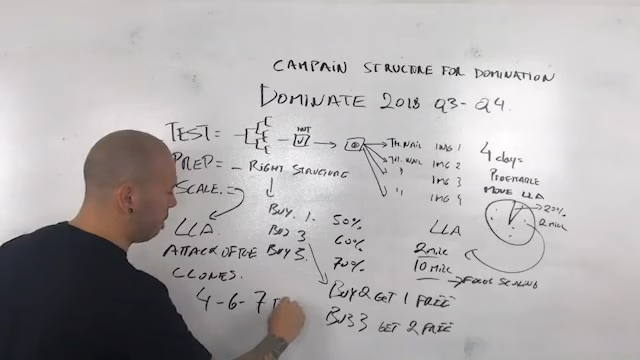 CAMPAIN STRUCTURE FOR DOMINATION
DOMINATE 2018 Q3-Q4.
TEST =
HOT
PREP = - RIGHT STRUCTURE
SCALE. =
LLA
ATTACK OF THE
CLONES.
4-6-7
BUY. 1. 50%
BUY 3 60%
BUY 5. 70%
BUY 2 GET 1 FREE
BUY 3 GET 2 FREE
TH.NAIL IMG 1
TH.NAIL IMG 2
" IMG 3
" IMG 4
4 days
PROFITABLE
MOVE LLA
20%
2 MILL
LLA
2 MILL
10 MILL
FOCUS SCALING